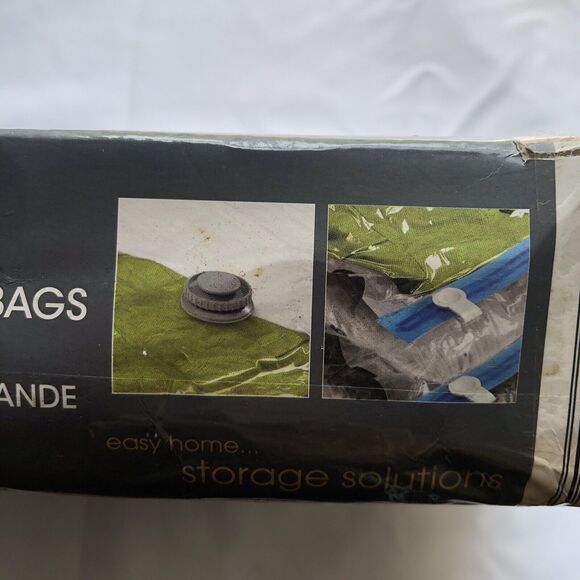 BAGS
ANDE
easy home...
storage solutions